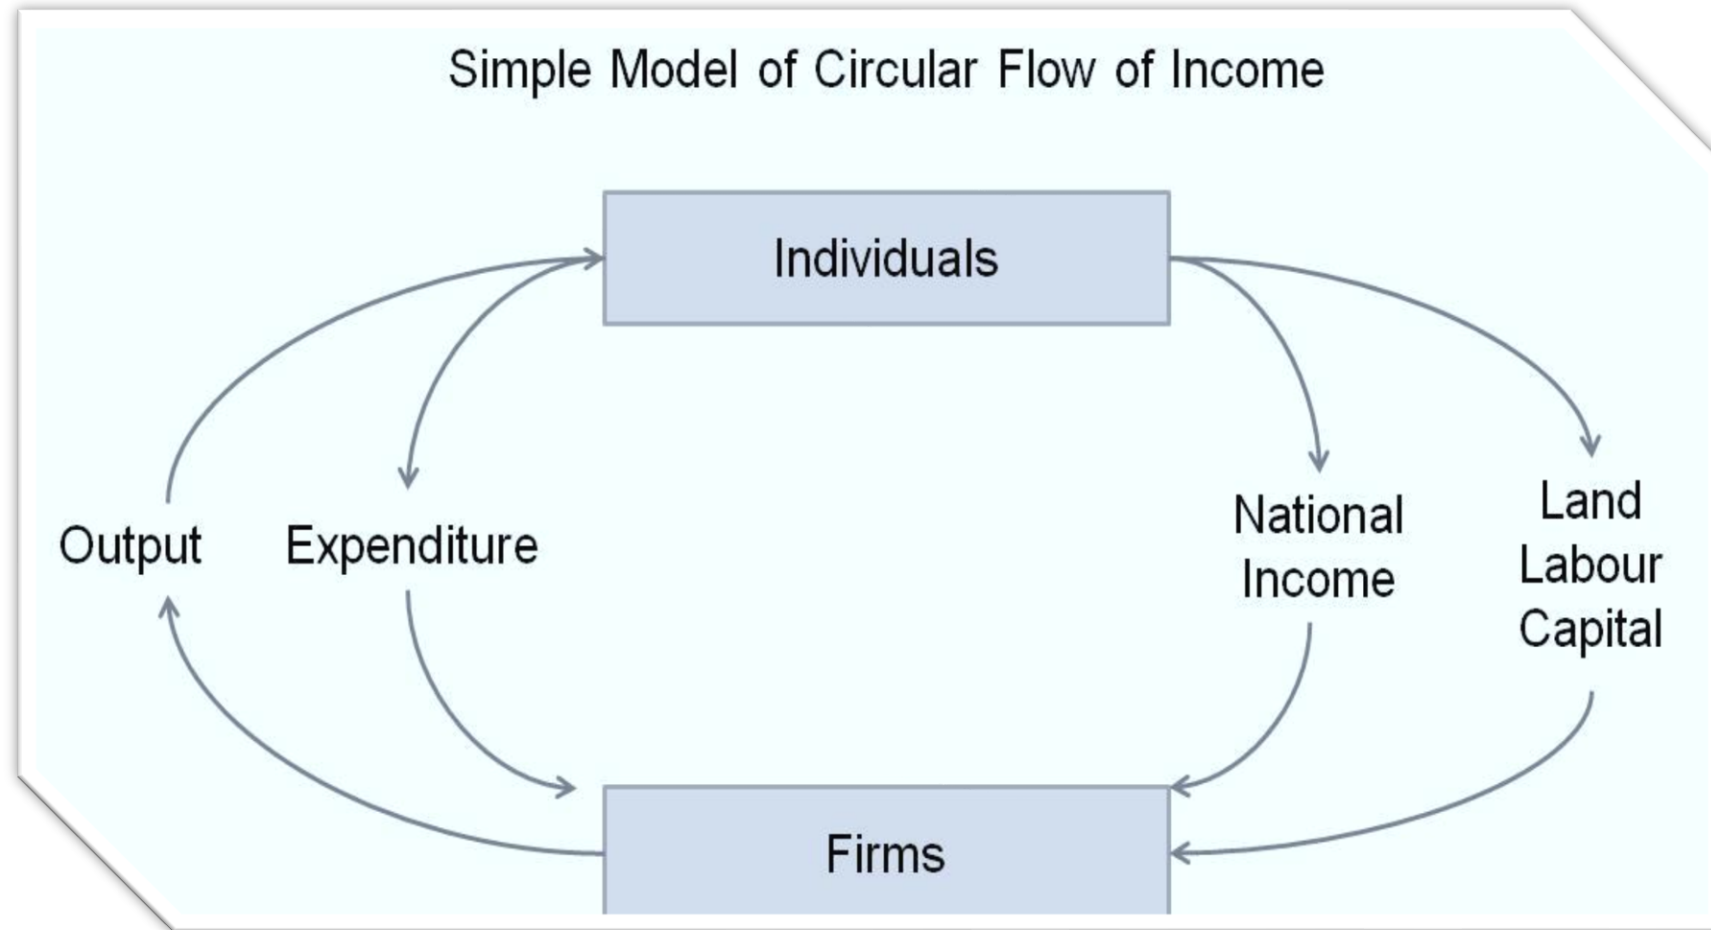 Simple Model of Circular Flow of Income
Individuals
Output
Expenditure
National
Income
Land
Labour
Capital
Firms